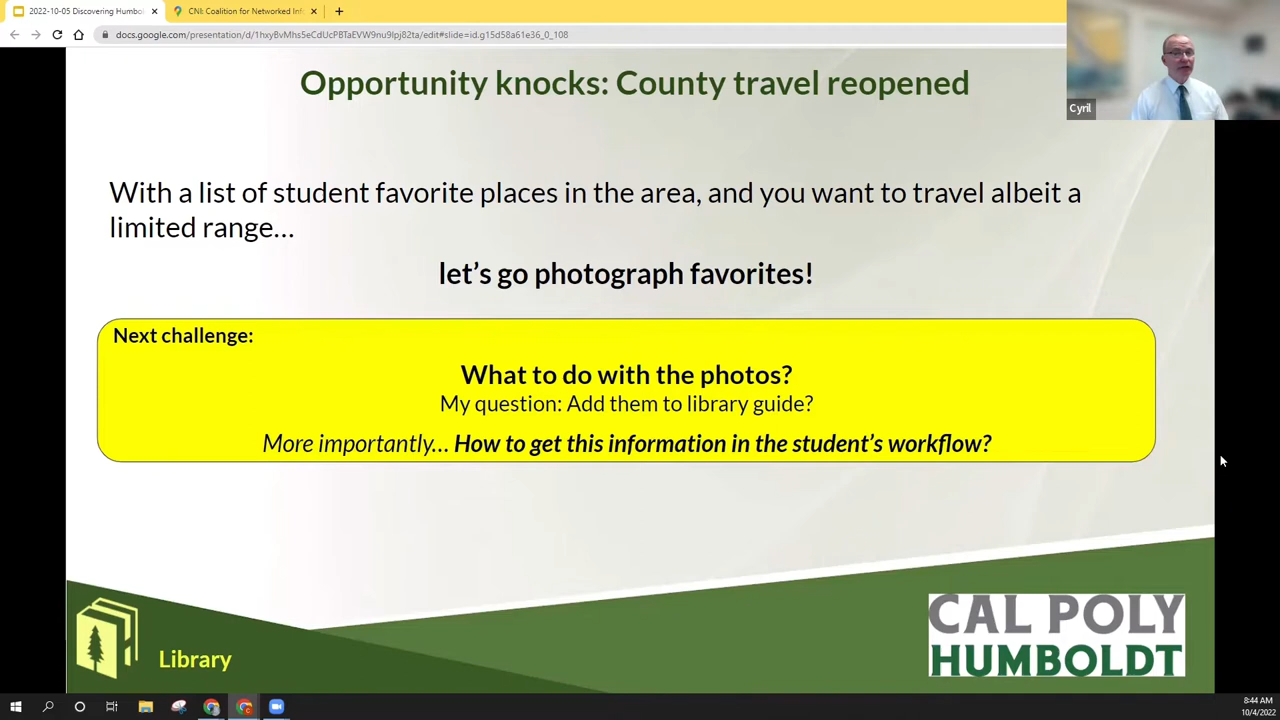 2022-10-05 Discovering Humbol
CNI: Coalition for Networked Inf
docs.google.com/presentation/d/1hxyBvMhs5eCdUcPBTaEVW9nu9Ipj82ta/edit#slide=id.g15d58a61e36_0_108
Cyril
Opportunity knocks: County travel reopened
With a list of student favorite places in the area, and you want to travel albeit a
limited range…
let’s go photograph favorites!
Next challenge:
What to do with the photos?
My question: Add them to library guide?
More importantly… How to get this information in the student’s workflow?
Library
CAL POLY
HUMBOLDT
8:44 AM
10/4/2022